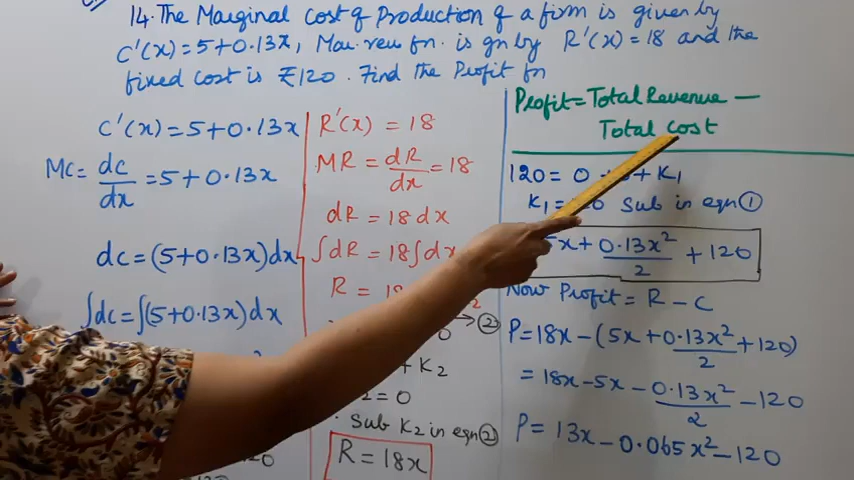 14. The Marginal cost of Production of a firm is given by
C'(x) = 5+0.13x, Mar. reu fn. is gn by R'(x) = 18 and the
fixed cost is ₹120. Find the Profit fn
C'(x) = 5+0.13x
MC = dc/dx = 5+0.13x
dc = (5+0.13x)dx
∫dc = ∫(5+0.13x)dx
R'(x) = 18
MR = dR/dx = 18
dR = 18 dx
∫dR = 18∫dx
R =
② 
K2
= 0
Sub K2 in eqn ②
R = 18x
Profit = Total Revenue —
Total cost
120 = 0 + K1
K1 = Sub in eqn ①
5x + 0.13x²/2 + 120
Now Profit = R - C
P = 18x - (5x + 0.13x²/2 + 120)
= 18x - 5x - 0.13x²/2 - 120
P = 13x - 0.065x² - 120